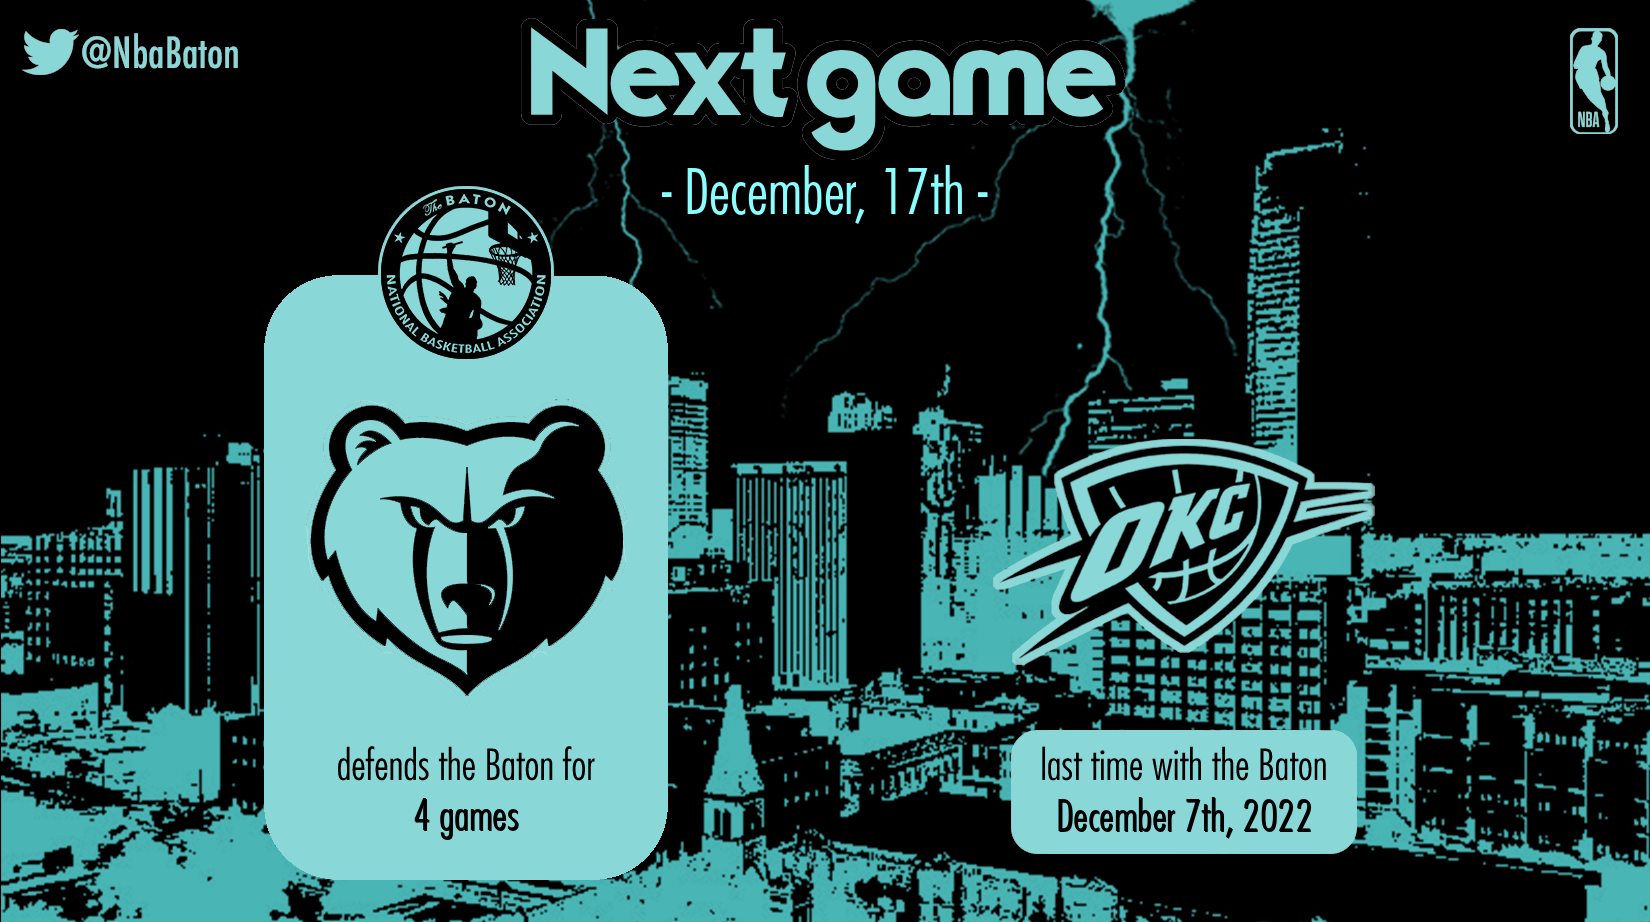 @NbaBaton
Next game
NBA
- December, 17th -
The BATON
NATIONAL BASKETBALL ASSOCIATION
OKC
defends the Baton for
4 games
last time with the Baton
December 7th, 2022